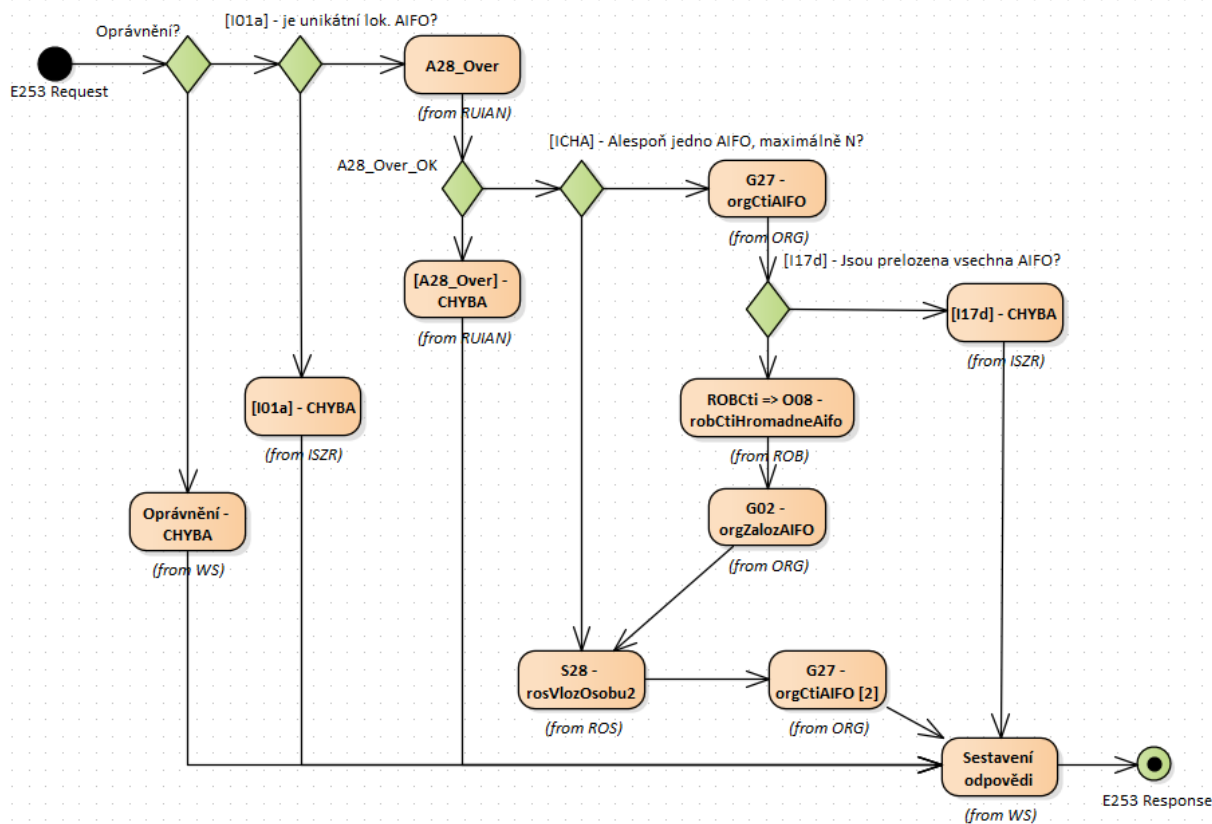 Oprávnění?
[I01a] - je unikátní lok. AIFO?
E253 Request
A28_Over
(from RUIAN)
[ICHA] - Alespoň jedno AIFO, maximálně N?
A28_Over_OK
G27 -
orgCtiAIFO
(from ORG)
[I17d] - Jsou prelozena vsechna AIFO?
[A28_Over] -
CHYBA
(from RUIAN)
[I17d] - CHYBA
(from ISZR)
[I01a] - CHYBA
(from ISZR)
ROBCti => O08 -
robCtiHromadneAifo
(from ROB)
Oprávnění -
CHYBA
(from WS)
G02 -
orgZalozAIFO
(from ORG)
S28 -
rosVlozOsobu2
(from ROS)
G27 -
orgCtiAIFO [2]
(from ORG)
Sestavení
odpovědi
(from WS)
E253 Response